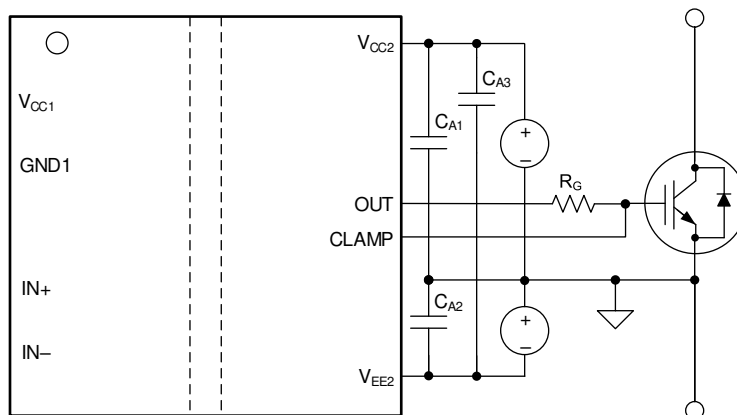 VCC2
CA3
VCC1
CA1
+
−
GND1
RG
OUT
CLAMP
IN+
CA2
+
−
IN−
VEE2